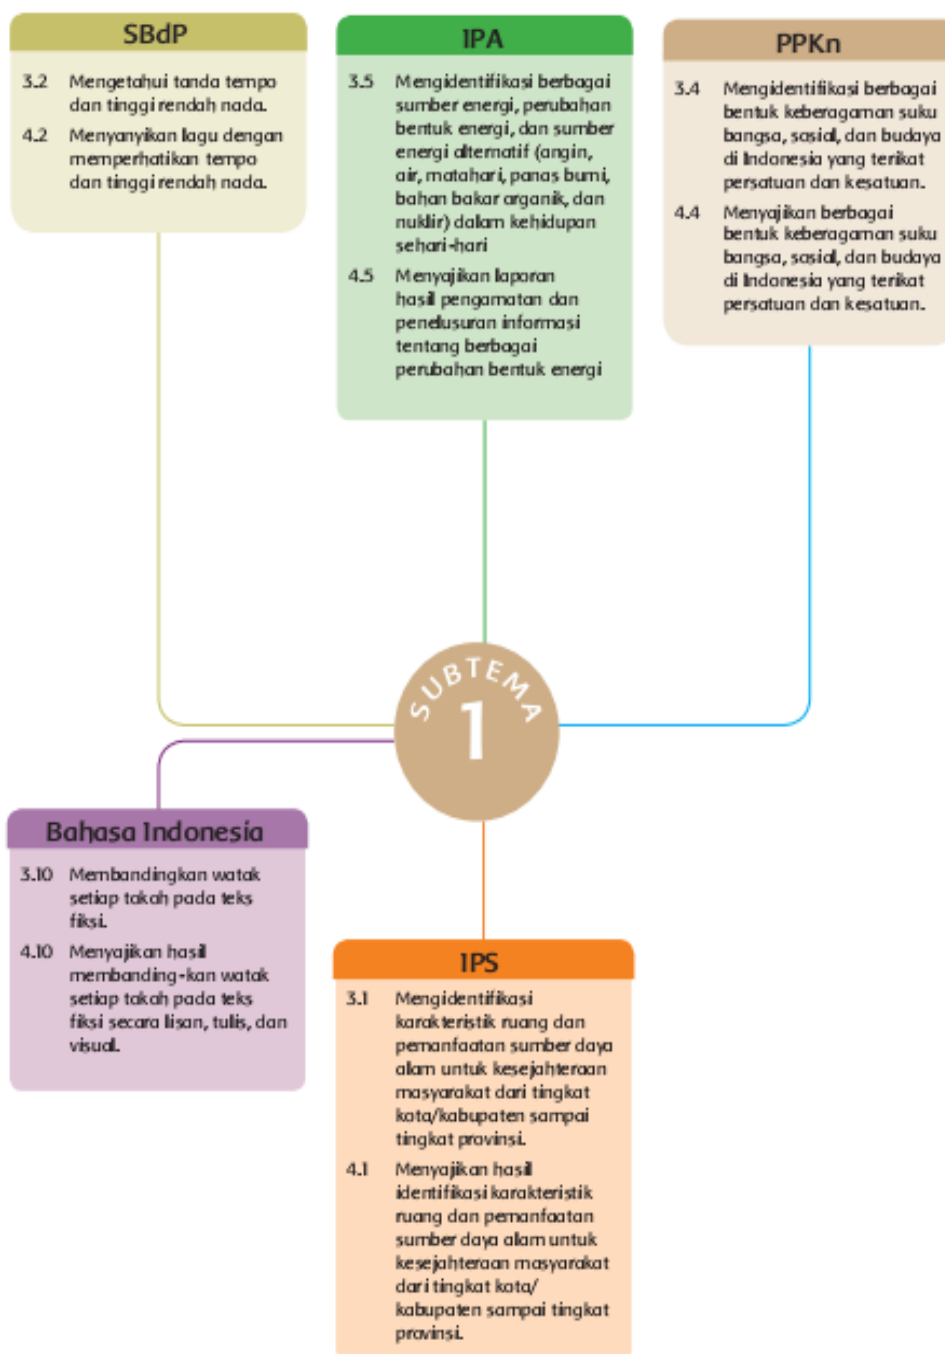 SBdP
3.2 Mengetahui tanda tempo
dan tinggi rendah nada.
4.2 Menyanyikan lagu dengan
memperhatikan tempo
dan tinggi rendah nada.
IPA
3.5 Mengidentifikasi berbagai
sumber energi, perubahan
bentuk energi, dan sumber
energi alternatif (angin,
air, matahari, panas bumi,
bahan bakar organik, dan
nuklir) dalam kehidupan
sehari-hari
4.5 Menyajikan laporan
hasil pengamatan dan
penelusuran informasi
tentang berbagai
perubahan bentuk energi
PPKn
3.4 Mengidentifikasi berbagai
bentuk keberagaman suku
bangsa, sosial, dan budaya
di Indonesia yang terikat
persatuan dan kesatuan.
4.4 Menyajikan berbagai
bentuk keberagaman suku
bangsa, sosial, dan budaya
di Indonesia yang terikat
persatuan dan kesatuan.
SUBTEMA
1
Bahasa Indonesia
3.10 Membandingkan watak
setiap tokoh pada teks
fiksi.
4.10 Menyajikan hasil
membanding-kan watak
setiap tokoh pada teks
fiksi secara lisan, tulis, dan
visual.
IPS
3.1 Mengidentifikasi
karakteristik ruang dan
pemanfaatan sumber daya
alam untuk kesejahteraan
masyarakat dari tingkat
kota/kabupaten sampai
tingkat provinsi.
4.1 Menyajikan hasil
identifikasi karakteristik
ruang dan pemanfaatan
sumber daya alam untuk
kesejahteraan masyarakat
dari tingkat kota/
kabupaten sampai tingkat
provinsi.